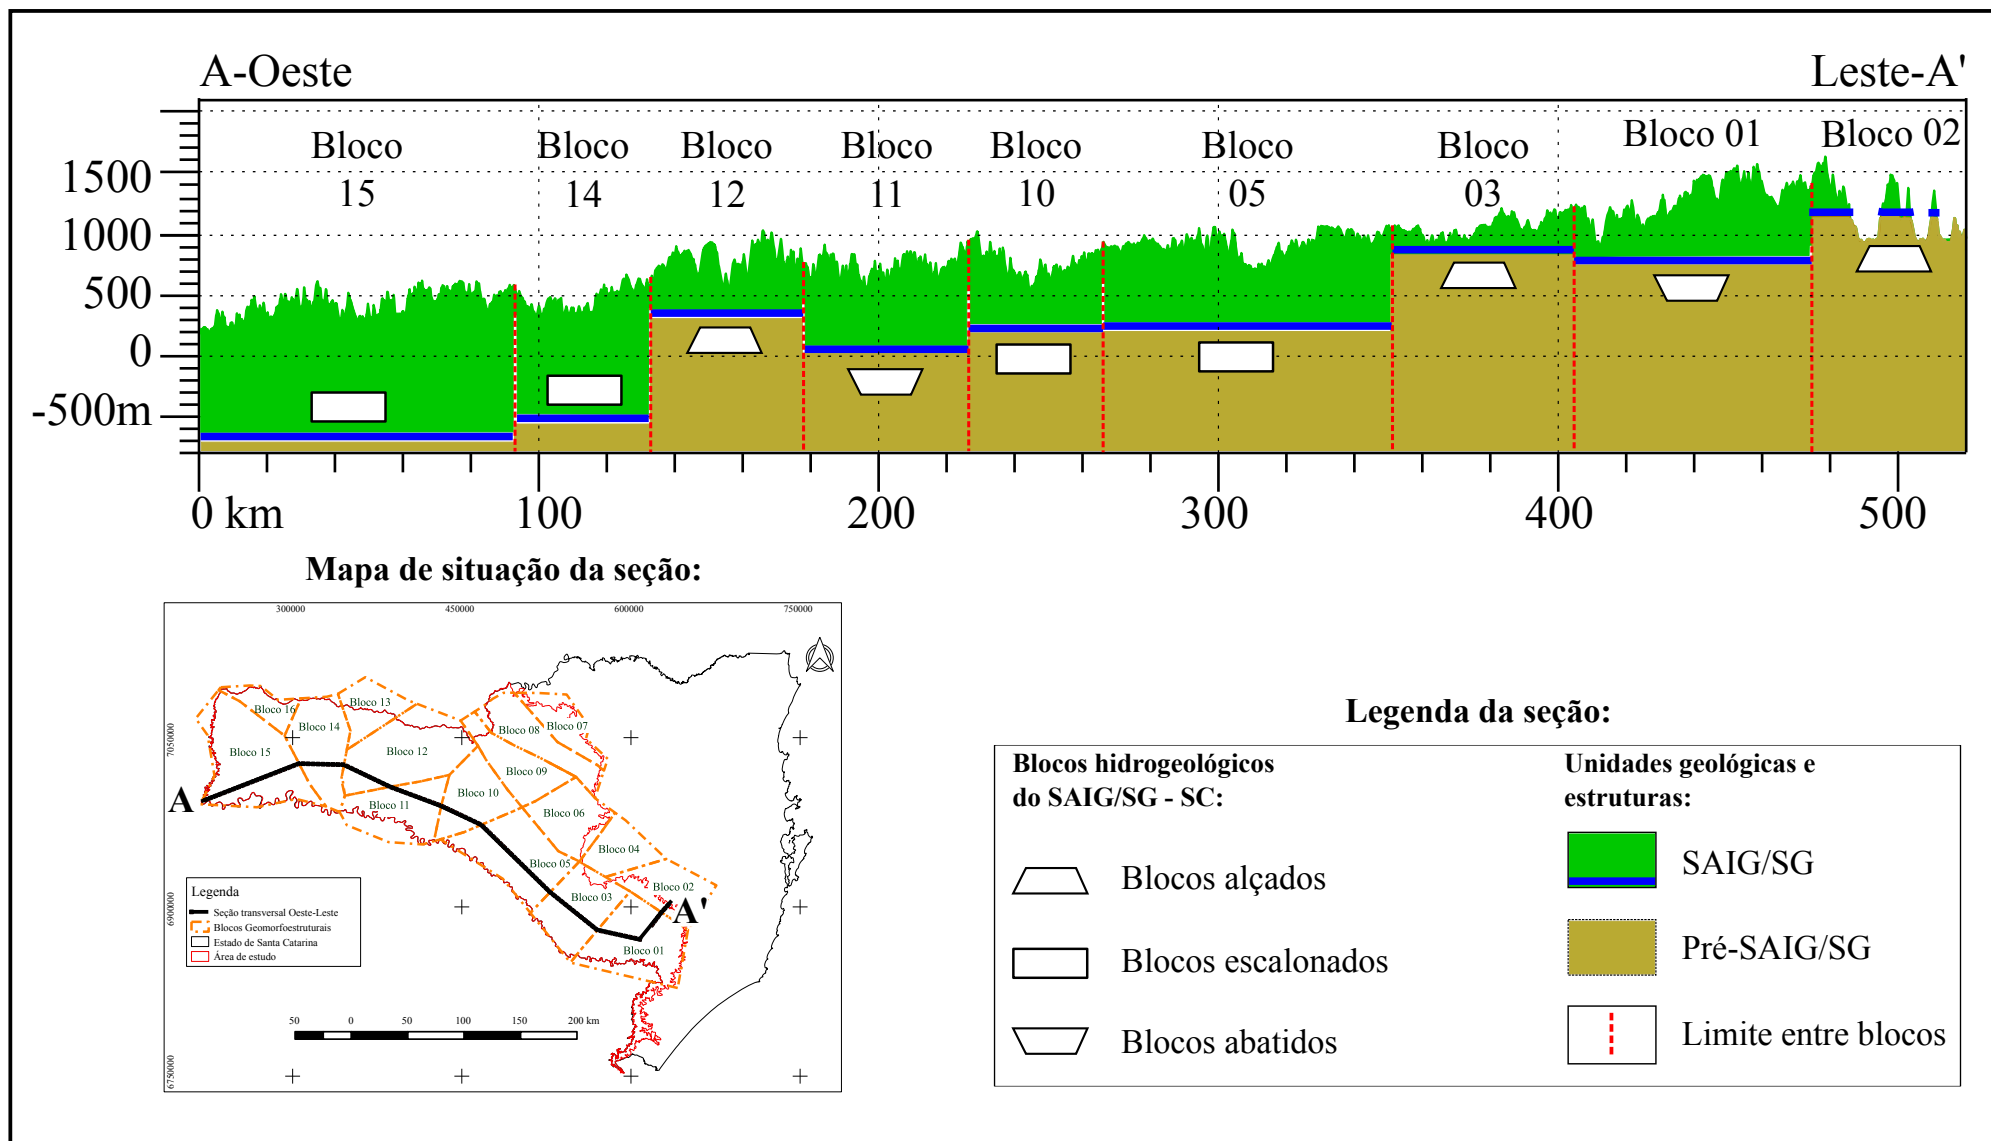 A-Oeste
Leste-A'
Bloco 15
Bloco 14
Bloco 12
Bloco 11
Bloco 10
Bloco 05
Bloco 03
Bloco 01
Bloco 02
1500
1000
500
0
-500m
0 km
100
200
300
400
500
Mapa de situação da seção:
300000
450000
600000
750000
7050000
6900000
6750000
Bloco 16
Bloco 13
Bloco 14
Bloco 15
Bloco 12
Bloco 11
Bloco 10
Bloco 08
Bloco 07
Bloco 09
Bloco 06
Bloco 05
Bloco 04
Bloco 03
Bloco 02
Bloco 01
A
A'
Legenda
Seção transversal Oeste-Leste
Blocos Geomorfoestruturais
Estado de Santa Catarina
Área de estudo
50
0
50
100
150
200 km
Legenda da seção:
Blocos hidrogeológicos
do SAIG/SG - SC:
Blocos alçados
Blocos escalonados
Blocos abatidos
Unidades geológicas e
estruturas:
SAIG/SG
Pré-SAIG/SG
Limite entre blocos